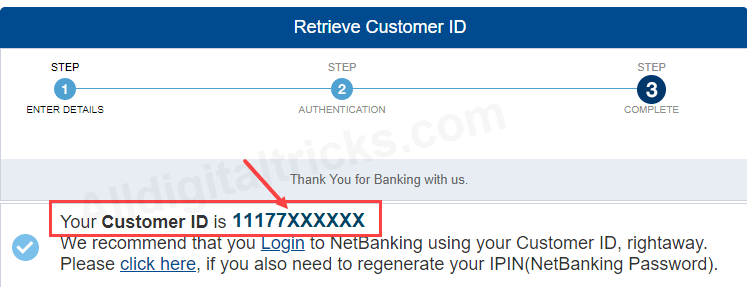 Retrieve Customer ID
STEP STEP STEP
1 2 3
ENTER DETAILS AUTHENTICATION COMPLETE
Alldigitaltricks.com
Thank You for Banking with us.
Your Customer ID is 11177XXXXXX
We recommend that you Login to NetBanking using your Customer ID, rightaway.
Please click here, if you also need to regenerate your IPIN(NetBanking Password).